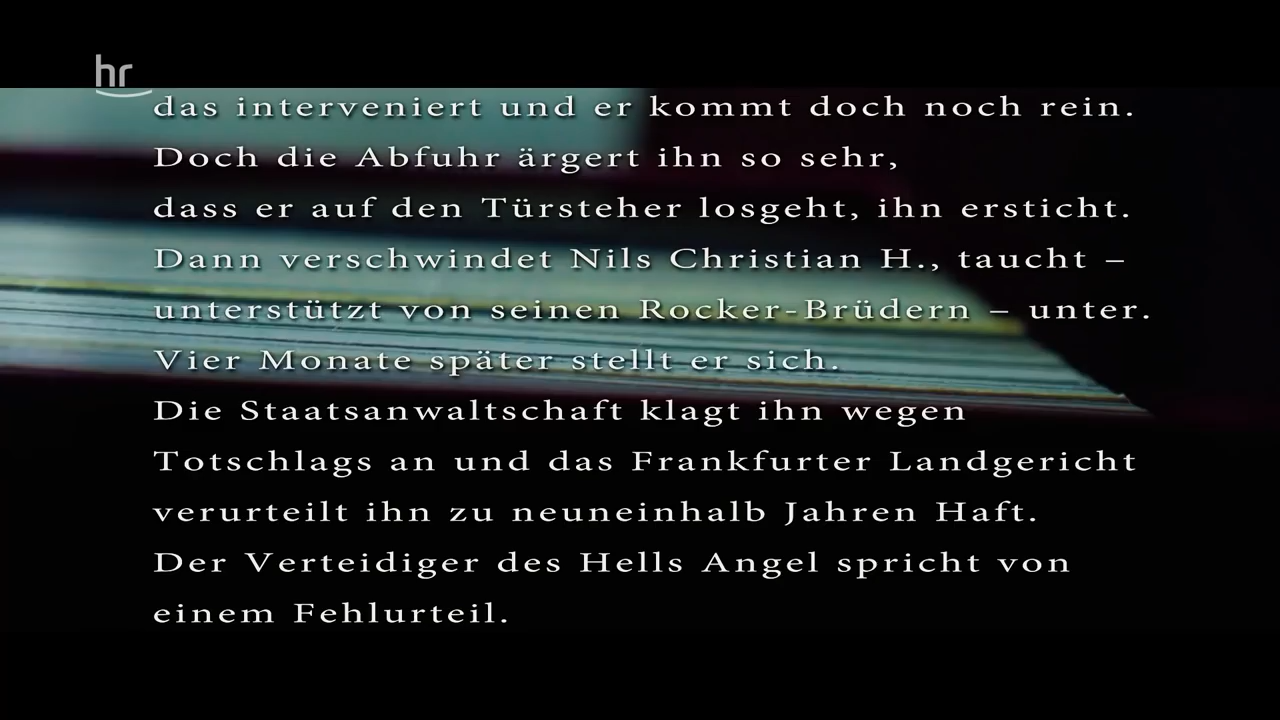 hr
das interveniert und er kommt doch noch rein.
Doch die Abfuhr ärgert ihn so sehr,
dass er auf den Türsteher losgeht, ihn ersticht.
Dann verschwindet Nils Christian H., taucht –
unterstützt von seinen Rocker-Brüdern – unter.
Vier Monate später stellt er sich.
Die Staatsanwaltschaft klagt ihn wegen
Totschlags an und das Frankfurter Landgericht
verurteilt ihn zu neuneinhalb Jahren Haft.
Der Verteidiger des Hells Angel spricht von
einem Fehlurteil.